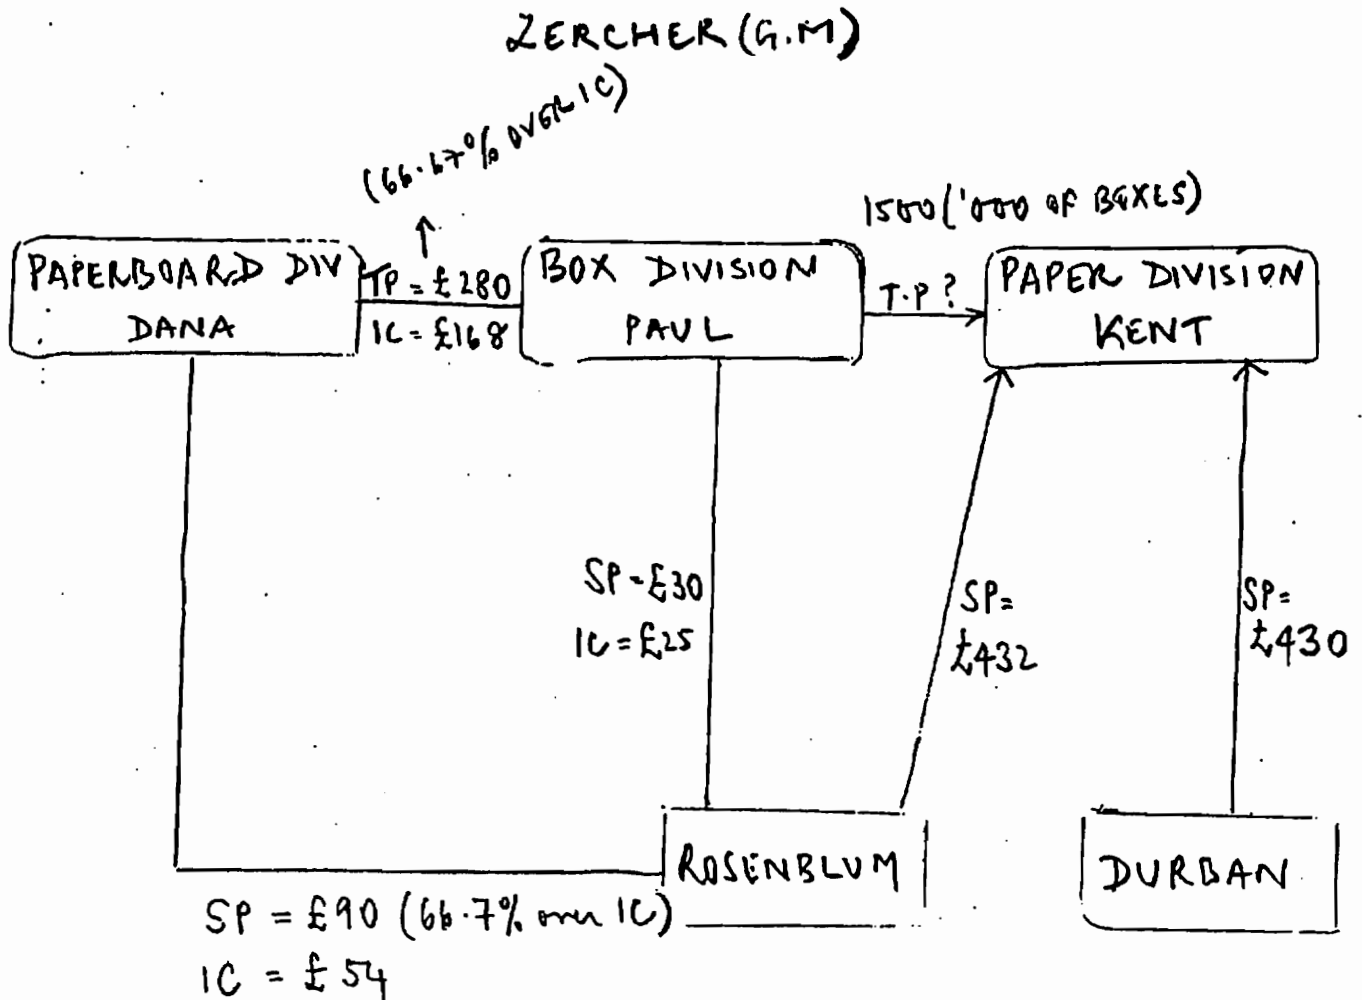 ZERCHER (G.M)
(66.67% OVER IC)
1500 ('000 OF BOXES)
PAPERBOARD DIV
DANA
TP = £280
IC = £168
BOX DIVISION
PAUL
T.P ?
PAPER DIVISION
KENT
SP = £30
IC = £25
SP =
£432
SP =
£430
ROSENBLUM
DURBAN
SP = £90 (66.7% over IC)
IC = £54